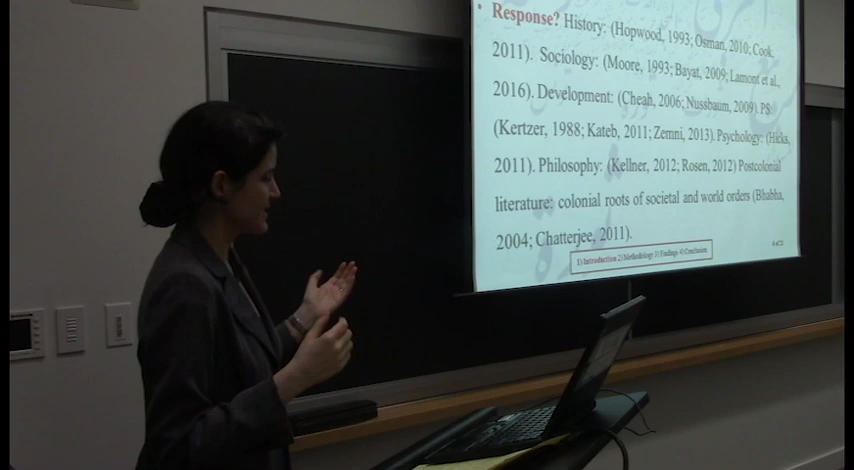 • Response? History: (Hopwood, 1993; Osman, 2010; Cook,
2011). Sociology: (Moore, 1993; Bayat, 2009; Lamont et al.,
2016). Development: (Cheah, 2006; Nussbaum, 2009). PS:
(Kertzer, 1988; Kateb, 2011; Zemni, 2013). Psychology: (Hicks,
2011). Philosophy: (Kellner, 2012; Rosen, 2012) Postcolonial
literature: colonial roots of societal and world orders (Bhabha,
2004; Chatterjee, 2011).
1) Introduction 2) Methodology 3) Findings 4) Conclusion